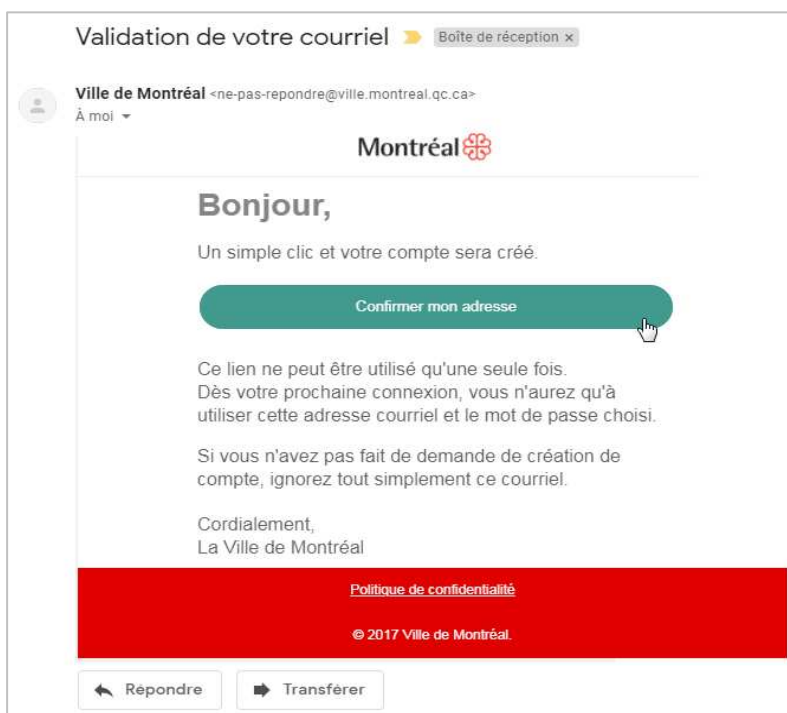 Validation de votre courriel Boîte de réception ×
Ville de Montréal <ne-pas-repondre@ville.montreal.qc.ca>
À moi
Montréal
Bonjour,
Un simple clic et votre compte sera créé.
Confirmer mon adresse
Ce lien ne peut être utilisé qu'une seule fois.
Dès votre prochaine connexion, vous n'aurez qu'à
utiliser cette adresse courriel et le mot de passe choisi.
Si vous n'avez pas fait de demande de création de
compte, ignorez tout simplement ce courriel.
Cordialement,
La Ville de Montréal
Politique de confidentialité
© 2017 Ville de Montréal.
Répondre Transférer